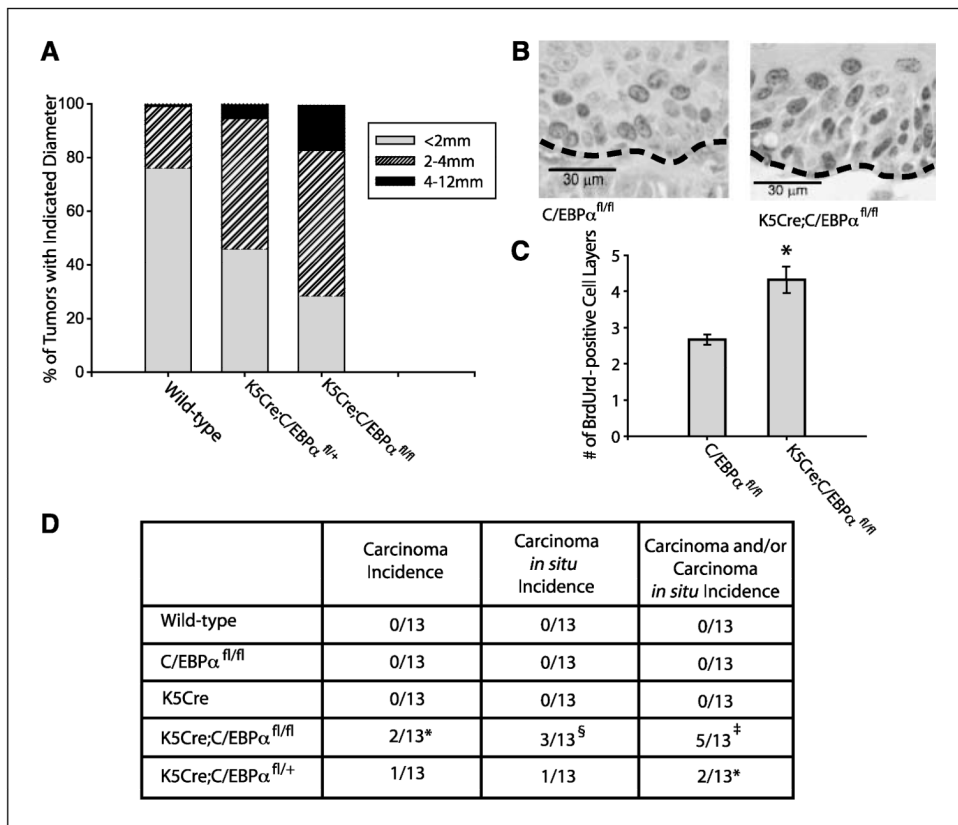 A
% of Tumors with Indicated Diameter
100
80
60
40
20
0
<2mm
2-4mm
4-12mm
Wild-type
K5Cre;C/EBPα fl/+
K5Cre;C/EBPα fl/fl
B
30 μm
30 μm
C/EBPα fl/fl
K5Cre;C/EBPα fl/fl
C
# of BrdUrd-positive Cell Layers
5
4
3
2
1
0
*
C/EBPα fl/fl
K5Cre;C/EBPα fl/fl
D
Carcinoma Incidence
Carcinoma in situ Incidence
Carcinoma and/or Carcinoma in situ Incidence
Wild-type 0/13 0/13 0/13
C/EBPα fl/fl 0/13 0/13 0/13
K5Cre 0/13 0/13 0/13
K5Cre;C/EBPα fl/fl 2/13* 3/13§ 5/13‡
K5Cre;C/EBPα fl/+ 1/13 1/13 2/13*